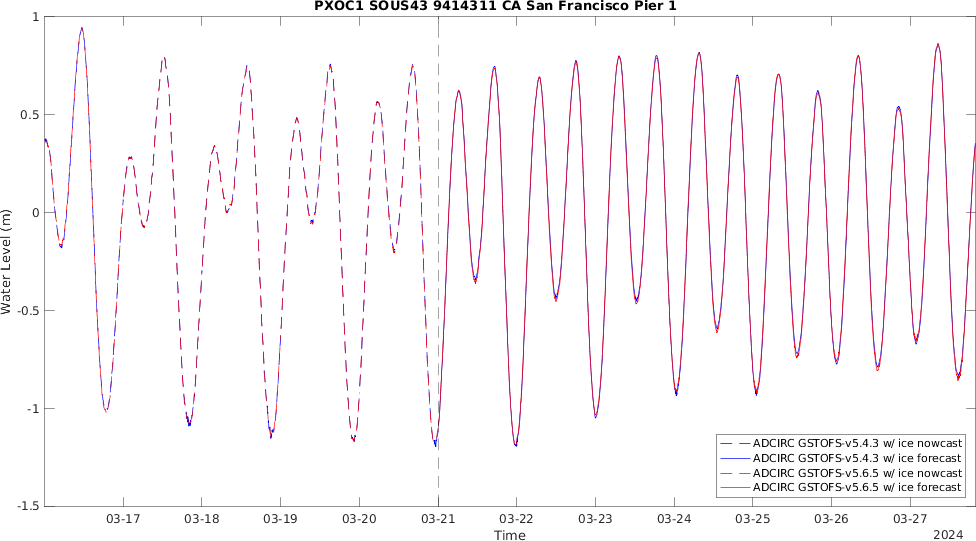 PXOC1 SOUS43 9414311 CA San Francisco Pier 1
1
0.5
0
-0.5
-1
-1.5
Water Level (m)
ADCIRC GSTOFS-v5.4.3 w/ ice nowcast
ADCIRC GSTOFS-v5.4.3 w/ ice forecast
ADCIRC GSTOFS-v5.6.5 w/ ice nowcast
ADCIRC GSTOFS-v5.6.5 w/ ice forecast
03-17 03-18 03-19 03-20 03-21 03-22 03-23 03-24 03-25 03-26 03-27
Time
2024